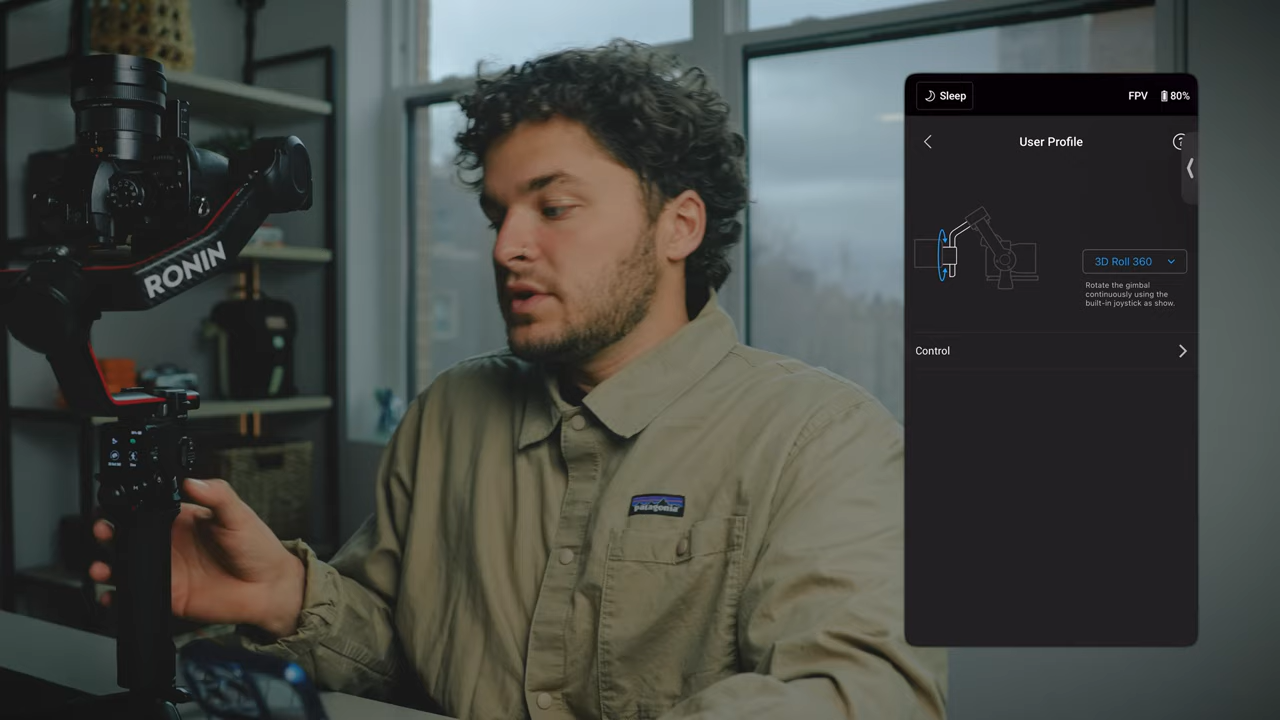 Sleep
FPV
80%
User Profile
3D Roll 360
Rotate the gimbal
continuously using the
built-in joystick as show.
Control
RONIN
patagonia